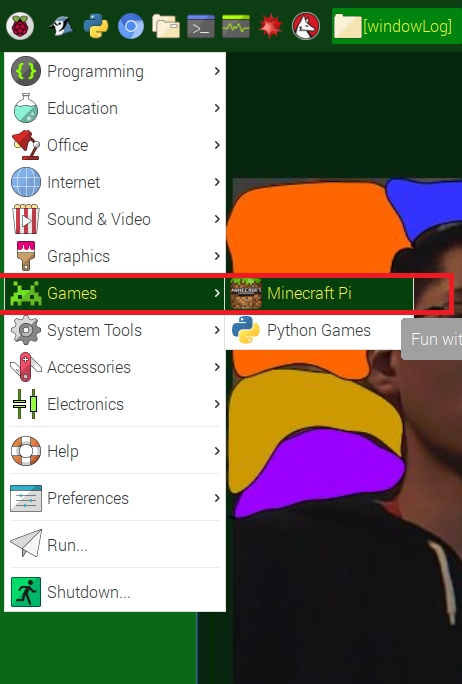 [windowLog]
Programming
Education
Office
Internet
Sound & Video
Graphics
Games
Minecraft Pi
System Tools
Python Games
Fun wit
Accessories
Electronics
Help
Preferences
Run...
Shutdown...